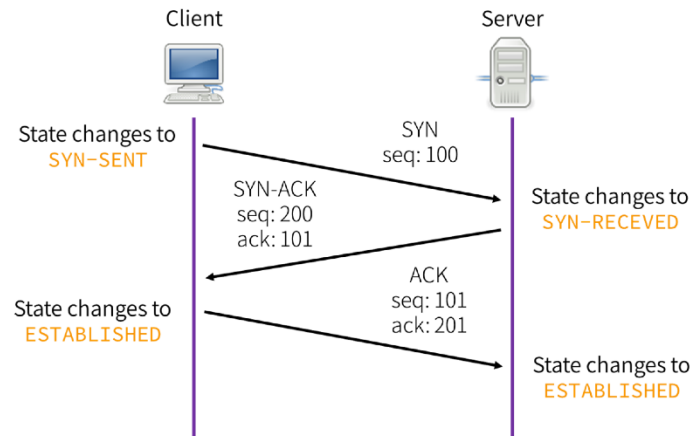 Client
Server
State changes to
SYN-SENT
SYN
seq: 100
SYN-ACK
seq: 200
ack: 101
State changes to
SYN-RECEVED
ACK
seq: 101
ack: 201
State changes to
ESTABLISHED
State changes to
ESTABLISHED